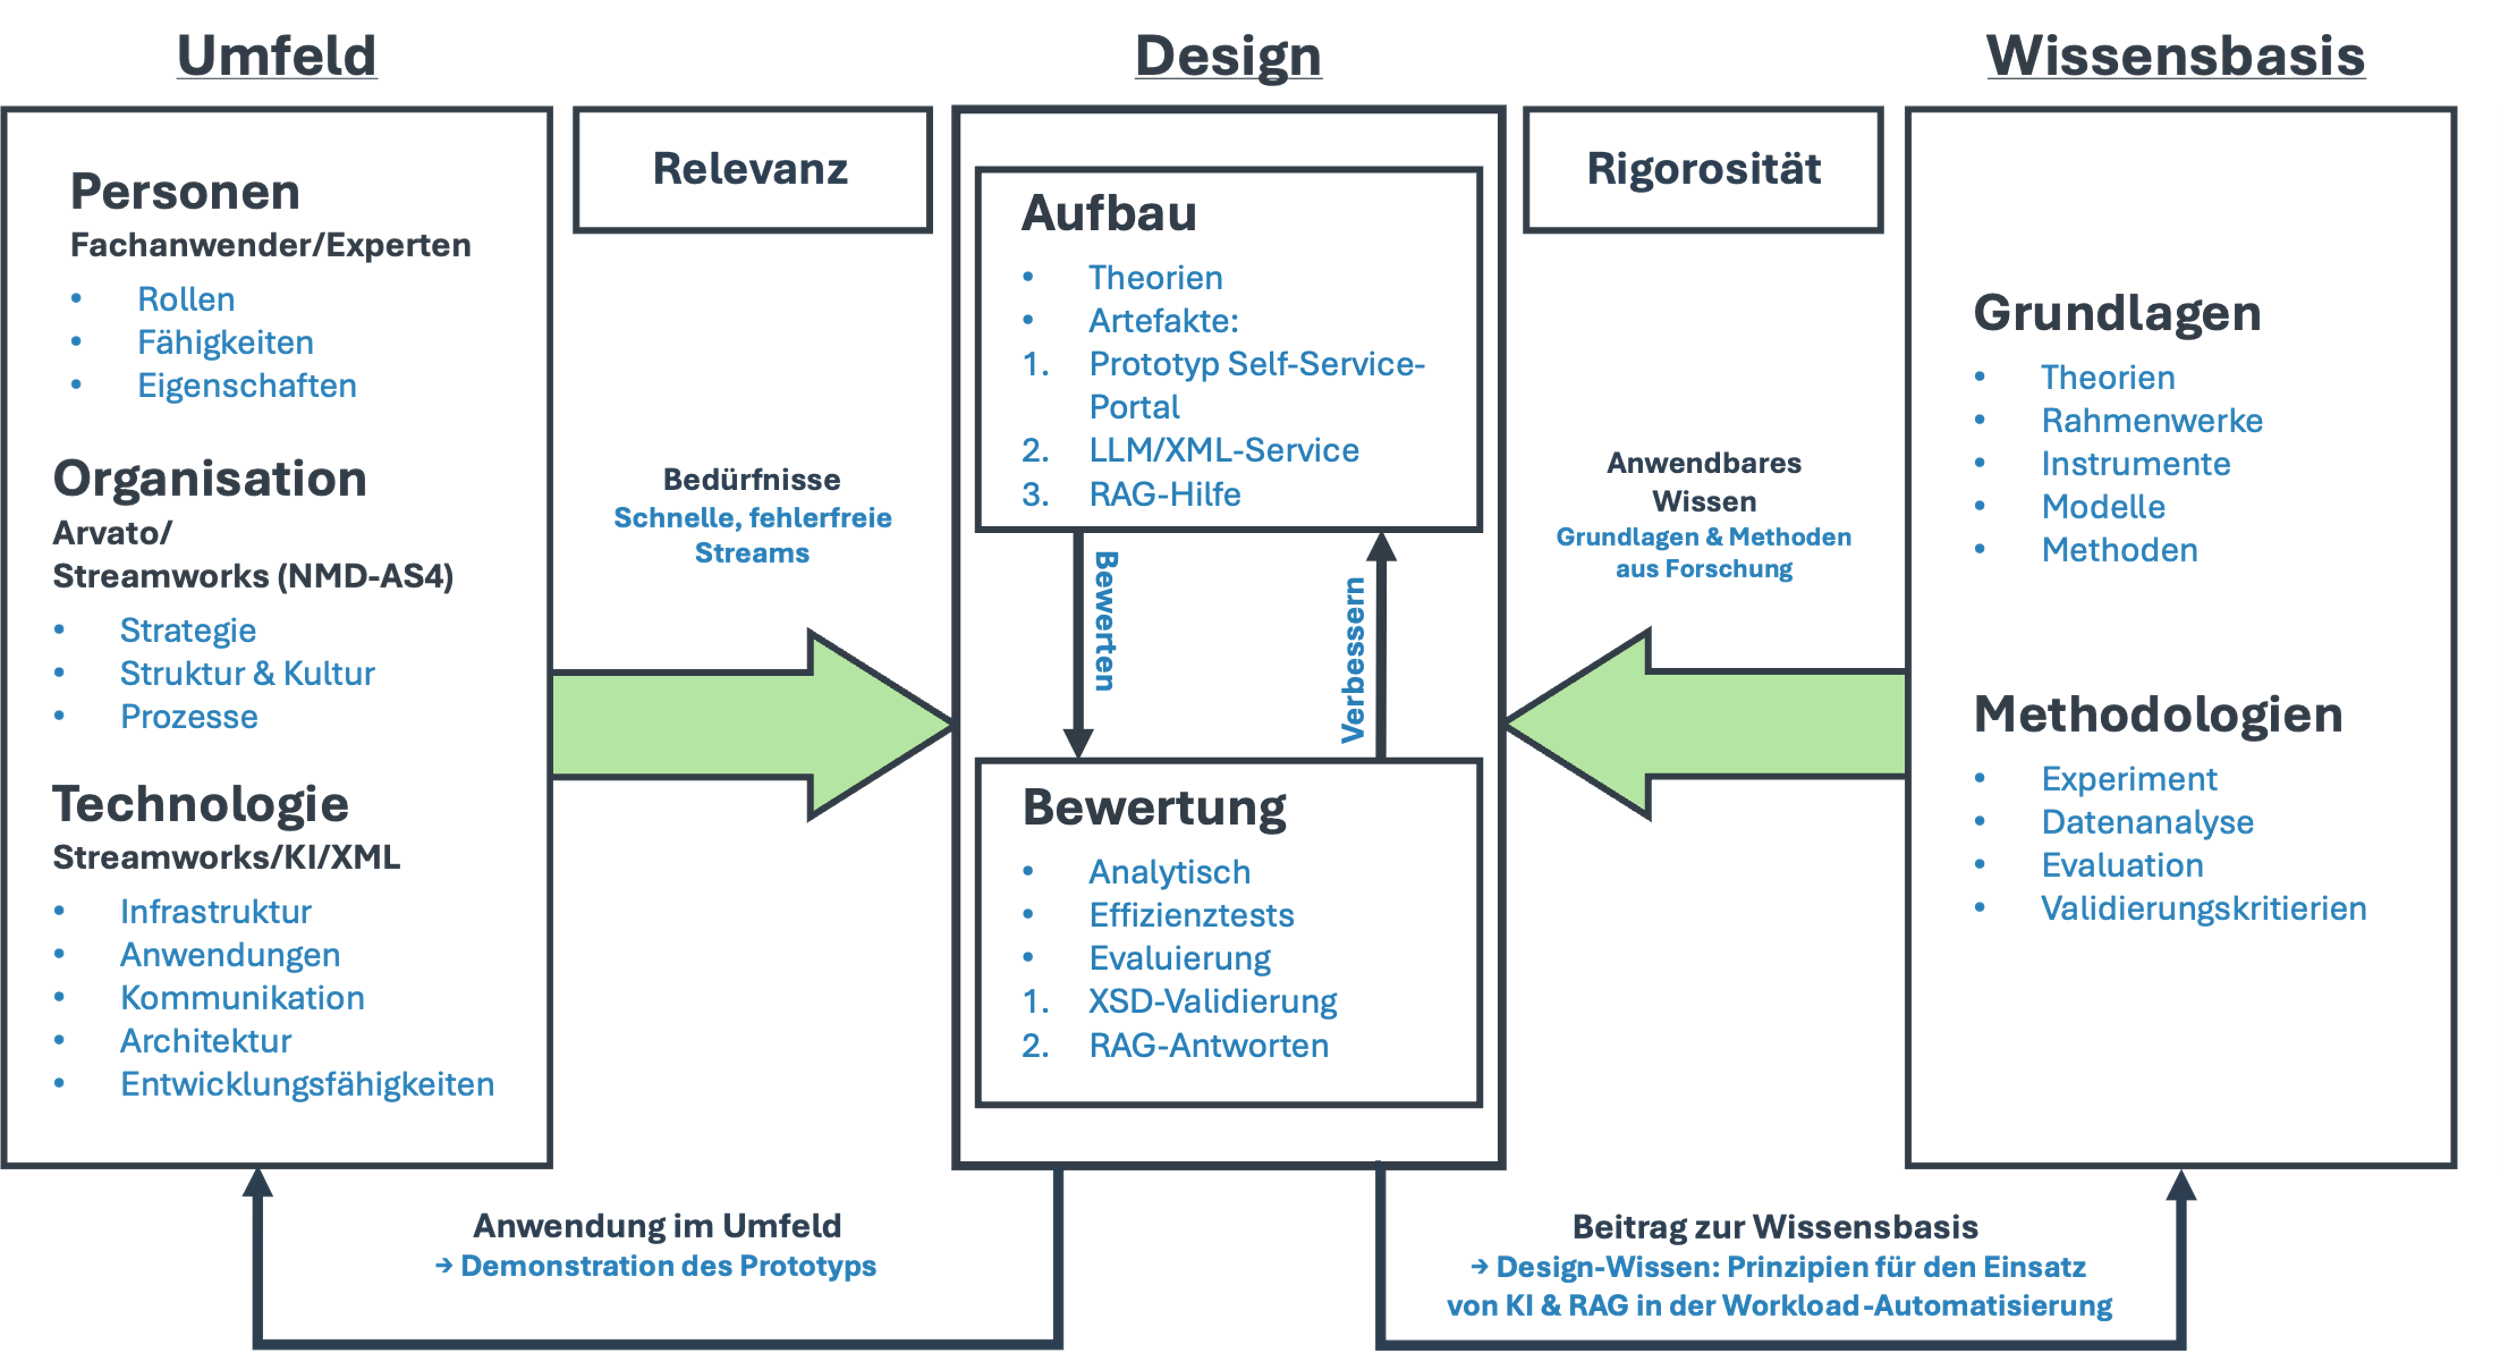 Umfeld
Personen
Fachanwender/Experten
• Rollen
• Fähigkeiten
• Eigenschaften
Organisation
Arvato/
Streamworks (NMD-AS4)
• Strategie
• Struktur & Kultur
• Prozesse
Technologie
Streamworks/KI/XML
• Infrastruktur
• Anwendungen
• Kommunikation
• Architektur
• Entwicklungsfähigkeiten
Relevanz
Bedürfnisse
Schnelle, fehlerfreie
Streams
Design
Aufbau
• Theorien
• Artefakte:
1. Prototyp Self-Service-
Portal
2. LLM/XML-Service
3. RAG-Hilfe
Bewerten
Verbessern
Bewertung
• Analytisch
• Effizienztests
• Evaluierung
1. XSD-Validierung
2. RAG-Antworten
Rigorosität
Anwendbares
Wissen
Grundlagen & Methoden
aus Forschung
Wissensbasis
Grundlagen
• Theorien
• Rahmenwerke
• Instrumente
• Modelle
• Methoden
Methodologien
• Experiment
• Datenanalyse
• Evaluation
• Validierungskritierien
Anwendung im Umfeld
→ Demonstration des Prototyps
Beitrag zur Wissensbasis
→ Design-Wissen: Prinzipien für den Einsatz
von KI & RAG in der Workload-Automatisierung